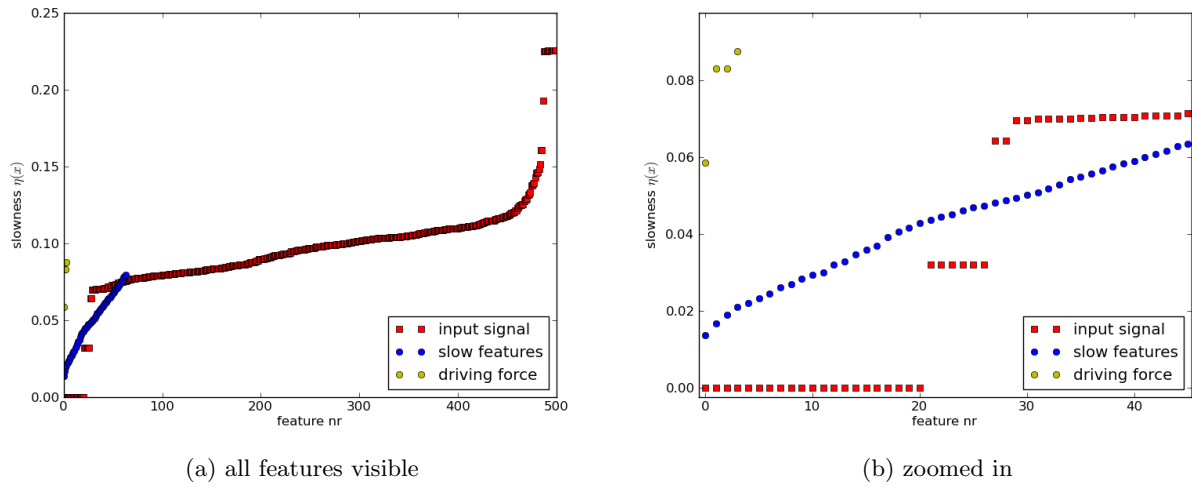 0.25
0.20
0.15
0.10
0.05
0.00
slowness η(x)
0 100 200 300 400 500
feature nr
input signal
slow features
driving force
(a) all features visible
0.08
0.06
0.04
0.02
0.00
slowness η(x)
0 10 20 30 40
feature nr
input signal
slow features
driving force
(b) zoomed in